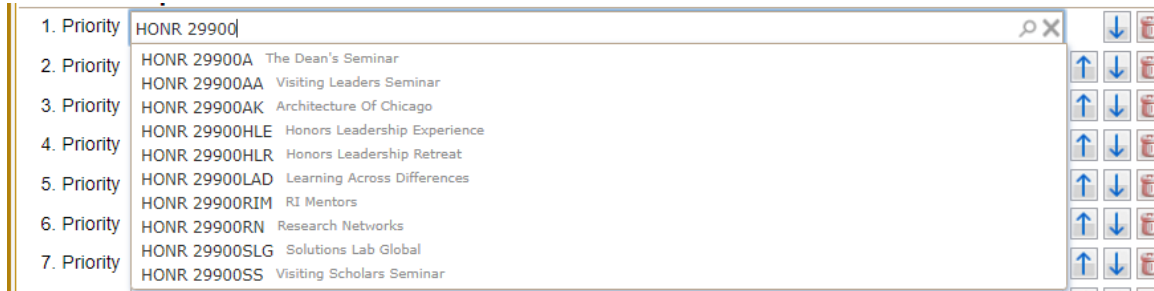 1. Priority HONR 29900
2. Priority HONR 29900A The Dean's Seminar
HONR 29900AA Visiting Leaders Seminar
3. Priority HONR 29900AK Architecture Of Chicago
HONR 29900HLE Honors Leadership Experience
4. Priority HONR 29900HLR Honors Leadership Retreat
5. Priority HONR 29900LAD Learning Across Differences
HONR 29900RIM RI Mentors
6. Priority HONR 29900RN Research Networks
HONR 29900SLG Solutions Lab Global
7. Priority HONR 29900SS Visiting Scholars Seminar